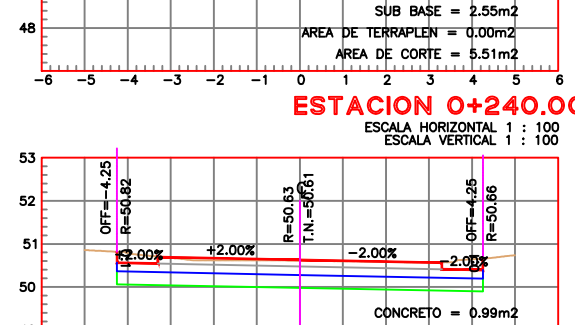 SUB BASE = 2.55m2
48
AREA DE TERRAPLEN = 0.00m2
AREA DE CORTE = 5.51m2
-6 -5 -4 -3 -2 -1 0 1 2 3 4 5 6
ESTACION 0+240.00
ESCALA HORIZONTAL 1 : 100
ESCALA VERTICAL 1 : 100
53
52
51
50
OFF=-4.25
R=50.82
R=50.63
T.N.=50.61
OFF=4.25
R=50.66
+2.00%
+2.00%
-2.00%
-2.00%
CONCRETO = 0.99m2